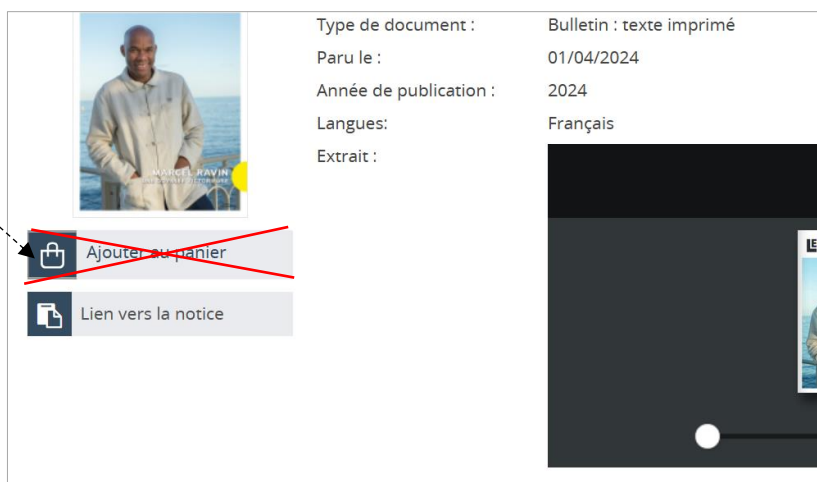 Type de document : Bulletin : texte imprimé
Paru le : 01/04/2024
Année de publication : 2024
Langues: Français
Extrait :
MARCEL RAVIN
Ajouter au panier
Lien vers la notice
LE